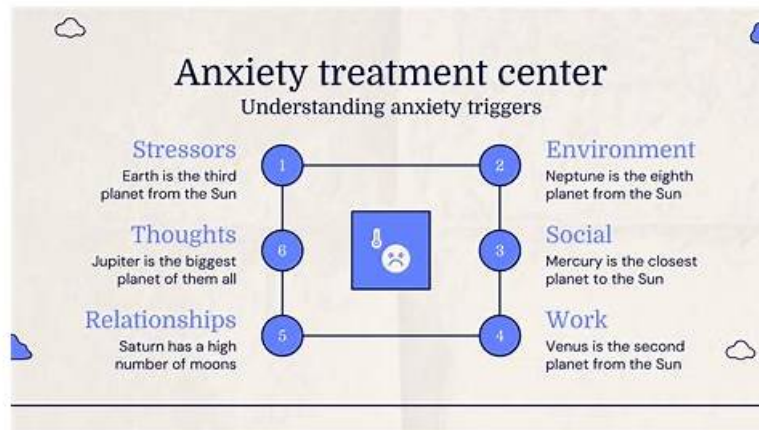 Anxiety treatment center
Understanding anxiety triggers
Stressors
Earth is the third
planet from the Sun
1
2
Environment
Neptune is the eighth
planet from the Sun
Thoughts
Jupiter is the biggest
planet of them all
6
3
Social
Mercury is the closest
planet to the Sun
Relationships
Saturn has a high
number of moons
5
4
Work
Venus is the second
planet from the Sun